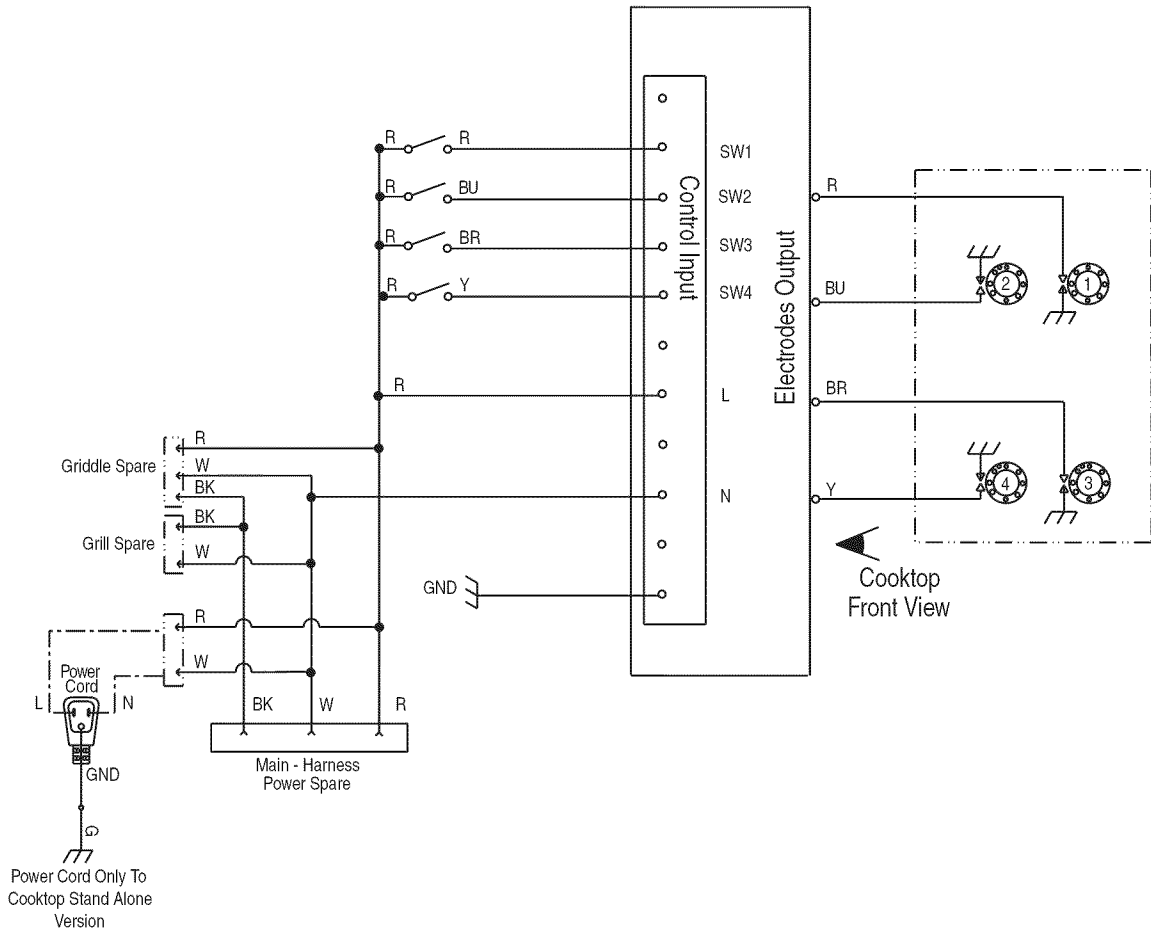 R R SW1
R BU SW2 R
R BR SW3
R Y SW4
Control Input
Electrodes Output
2 1
BU
R L
BR
R
Griddle Spare W
BK
4 3
N Y
BK
Grill Spare
W
Cooktop
Front View
GND
R
W
Power
Cord
L N
BK W R
Main - Harness
Power Spare
GND
G
Power Cord Only To
Cooktop Stand Alone
Version